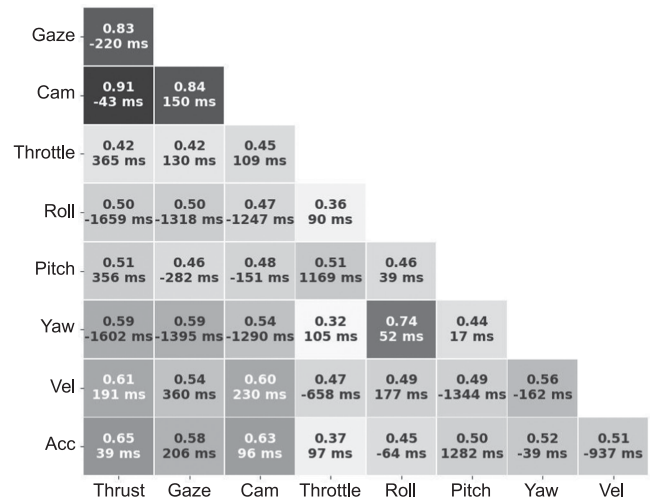 Gaze
0.83
-220 ms
Cam
0.91 0.84
-43 ms 150 ms
Throttle
0.42 0.42 0.45
365 ms 130 ms 109 ms
Roll
0.50 0.50 0.47 0.36
-1659 ms -1318 ms -1247 ms 90 ms
Pitch
0.51 0.46 0.48 0.51 0.46
356 ms -282 ms -151 ms 1169 ms 39 ms
Yaw
0.59 0.59 0.54 0.32 0.74 0.44
-1602 ms -1395 ms -1290 ms 105 ms 52 ms 17 ms
Vel
0.61 0.54 0.60 0.47 0.49 0.49 0.56
191 ms 360 ms 230 ms -658 ms 177 ms -1344 ms -162 ms
Acc
0.65 0.58 0.63 0.37 0.45 0.50 0.52 0.51
39 ms 206 ms 96 ms 97 ms -64 ms 1282 ms -39 ms -937 ms
Thrust Gaze Cam Throttle Roll Pitch Yaw Vel